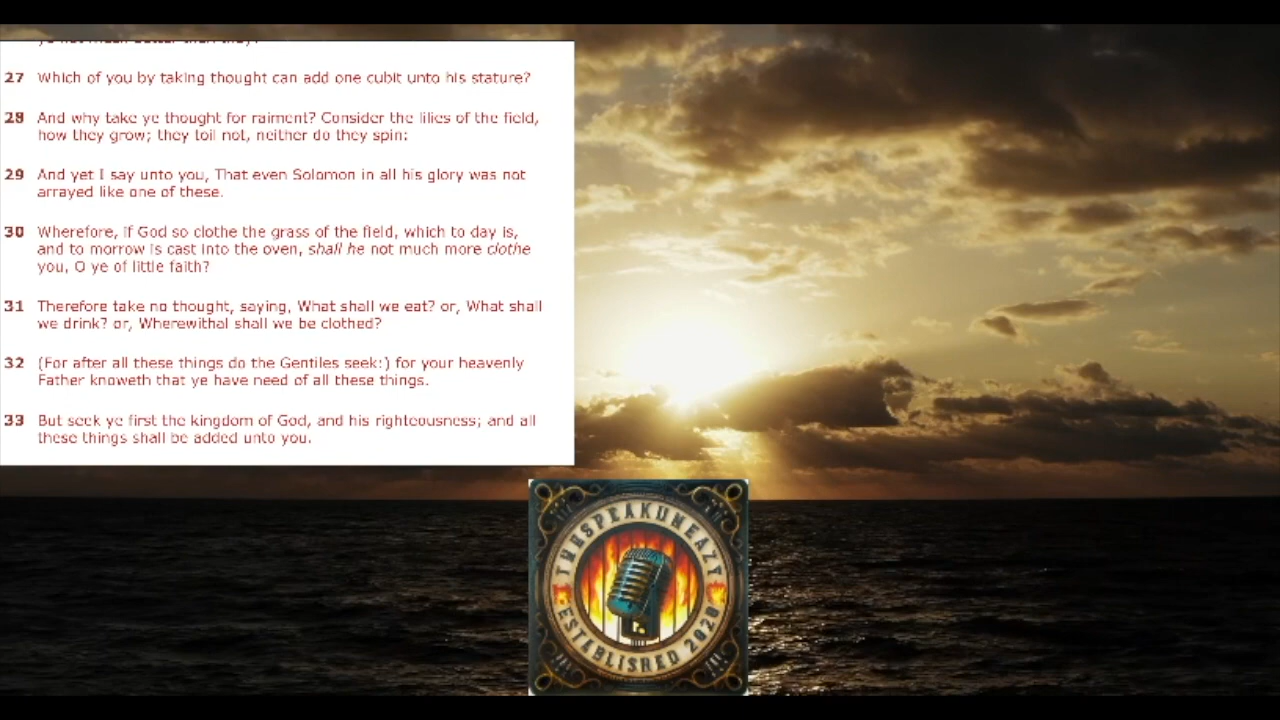 ye not much better than they?
27 Which of you by taking thought can add one cubit unto his stature?
28 And why take ye thought for raiment? Consider the lilies of the field,
how they grow; they toil not, neither do they spin:
29 And yet I say unto you, That even Solomon in all his glory was not
arrayed like one of these.
30 Wherefore, if God so clothe the grass of the field, which to day is,
and to morrow is cast into the oven, shall he not much more clothe
you, O ye of little faith?
31 Therefore take no thought, saying, What shall we eat? or, What shall
we drink? or, Wherewithal shall we be clothed?
32 (For after all these things do the Gentiles seek:) for your heavenly
Father knoweth that ye have need of all these things.
33 But seek ye first the kingdom of God, and his righteousness; and all
these things shall be added unto you.
THESPEAKUNEAZY
ESTABLISHED 2020